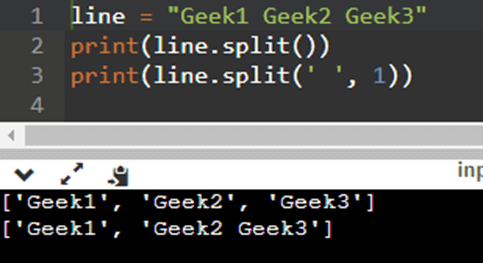 1 line = "Geek1 Geek2 Geek3"
2 print(line.split())
3 print(line.split(' ', 1))
4
inp
['Geek1', 'Geek2', 'Geek3']
['Geek1', 'Geek2 Geek3']